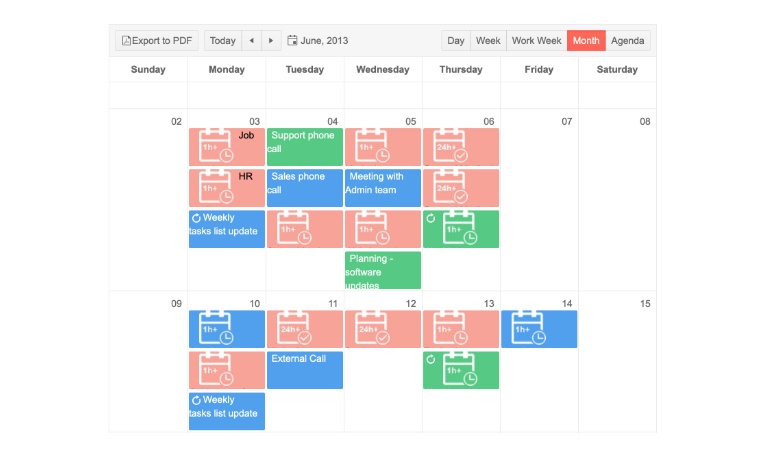 Export to PDF Today June, 2013 Day Week Work Week Month Agenda
Sunday Monday Tuesday Wednesday Thursday Friday Saturday
02 03 04 05 06 07 08
1h+ Job Support phone 1h+ 24h+
call
1h+ HR Sales phone Meeting with 24h+
call Admin team
Weekly 1h+ 1h+ 1h+
tasks list update
Planning -
software
updates
09 10 11 12 13 14 15
1h+ 24h+ 24h+ 1h+ 1h+
1h+ External Call 1h+
Weekly
tasks list update